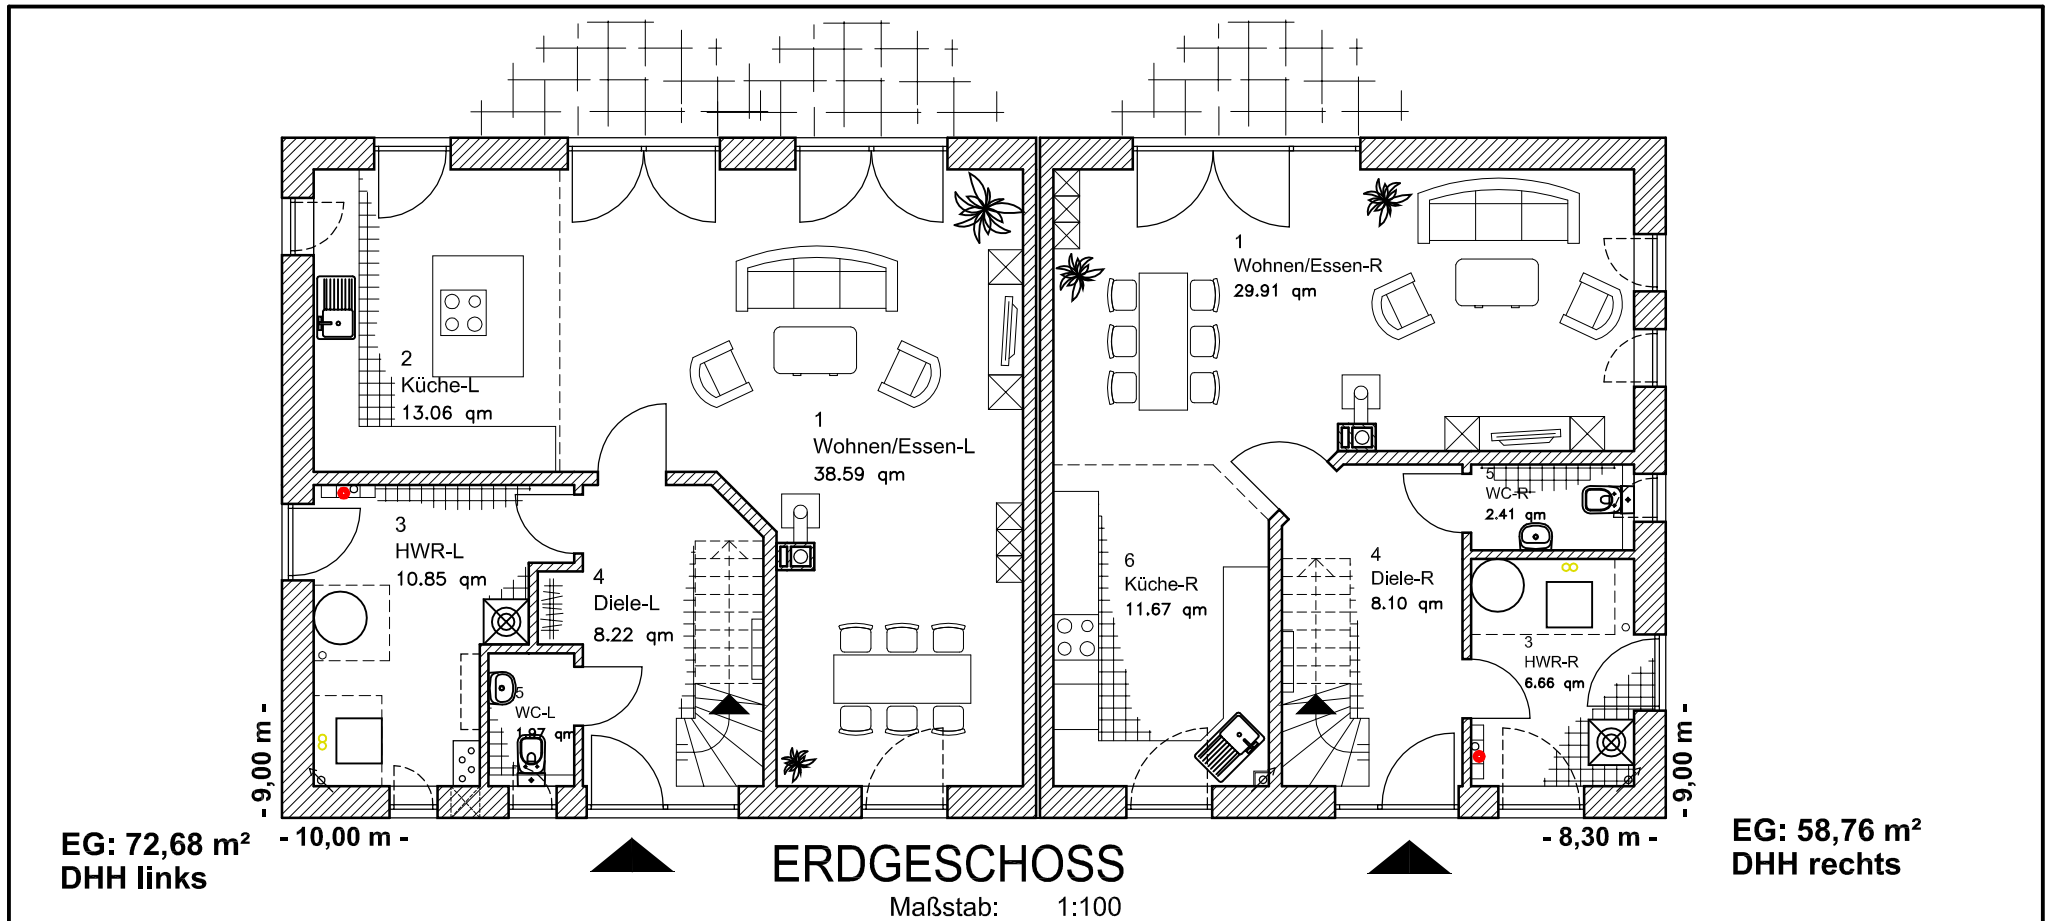 1
Wohnen/Essen-R
29.91 qm
2
Küche-L
13.06 qm
1
Wohnen/Essen-L
38.59 qm
5
WC-R
2.41 qm
3
HWR-L
10.85 qm
4
Diele-L
8.22 qm
6
Küche-R
11.67 qm
4
Diele-R
8.10 qm
3
HWR-R
6.66 qm
5
WC-L
1.97 qm
- 9,00 m -
- 9,00 m -
- 10,00 m -
- 8,30 m -
EG: 72,68 m²
DHH links
ERDGESCHOSS
Maßstab: 1:100
EG: 58,76 m²
DHH rechts